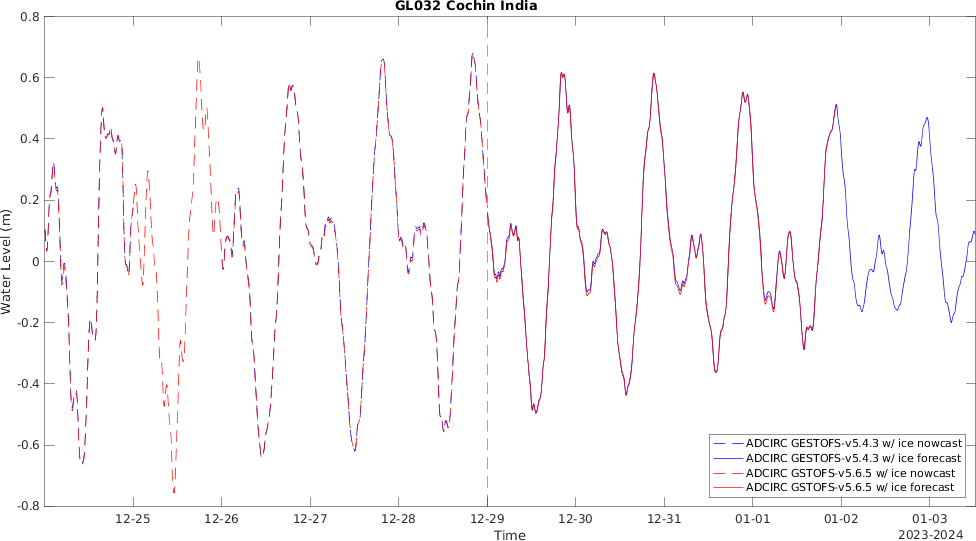 GL032 Cochin India
0.8
0.6
0.4
0.2
0
-0.2
-0.4
-0.6
-0.8
Water Level (m)
12-25 12-26 12-27 12-28 12-29 12-30 12-31 01-01 01-02 01-03
Time
2023-2024
ADCIRC GESTOFS-v5.4.3 w/ ice nowcast
ADCIRC GESTOFS-v5.4.3 w/ ice forecast
ADCIRC GSTOFS-v5.6.5 w/ ice nowcast
ADCIRC GSTOFS-v5.6.5 w/ ice forecast